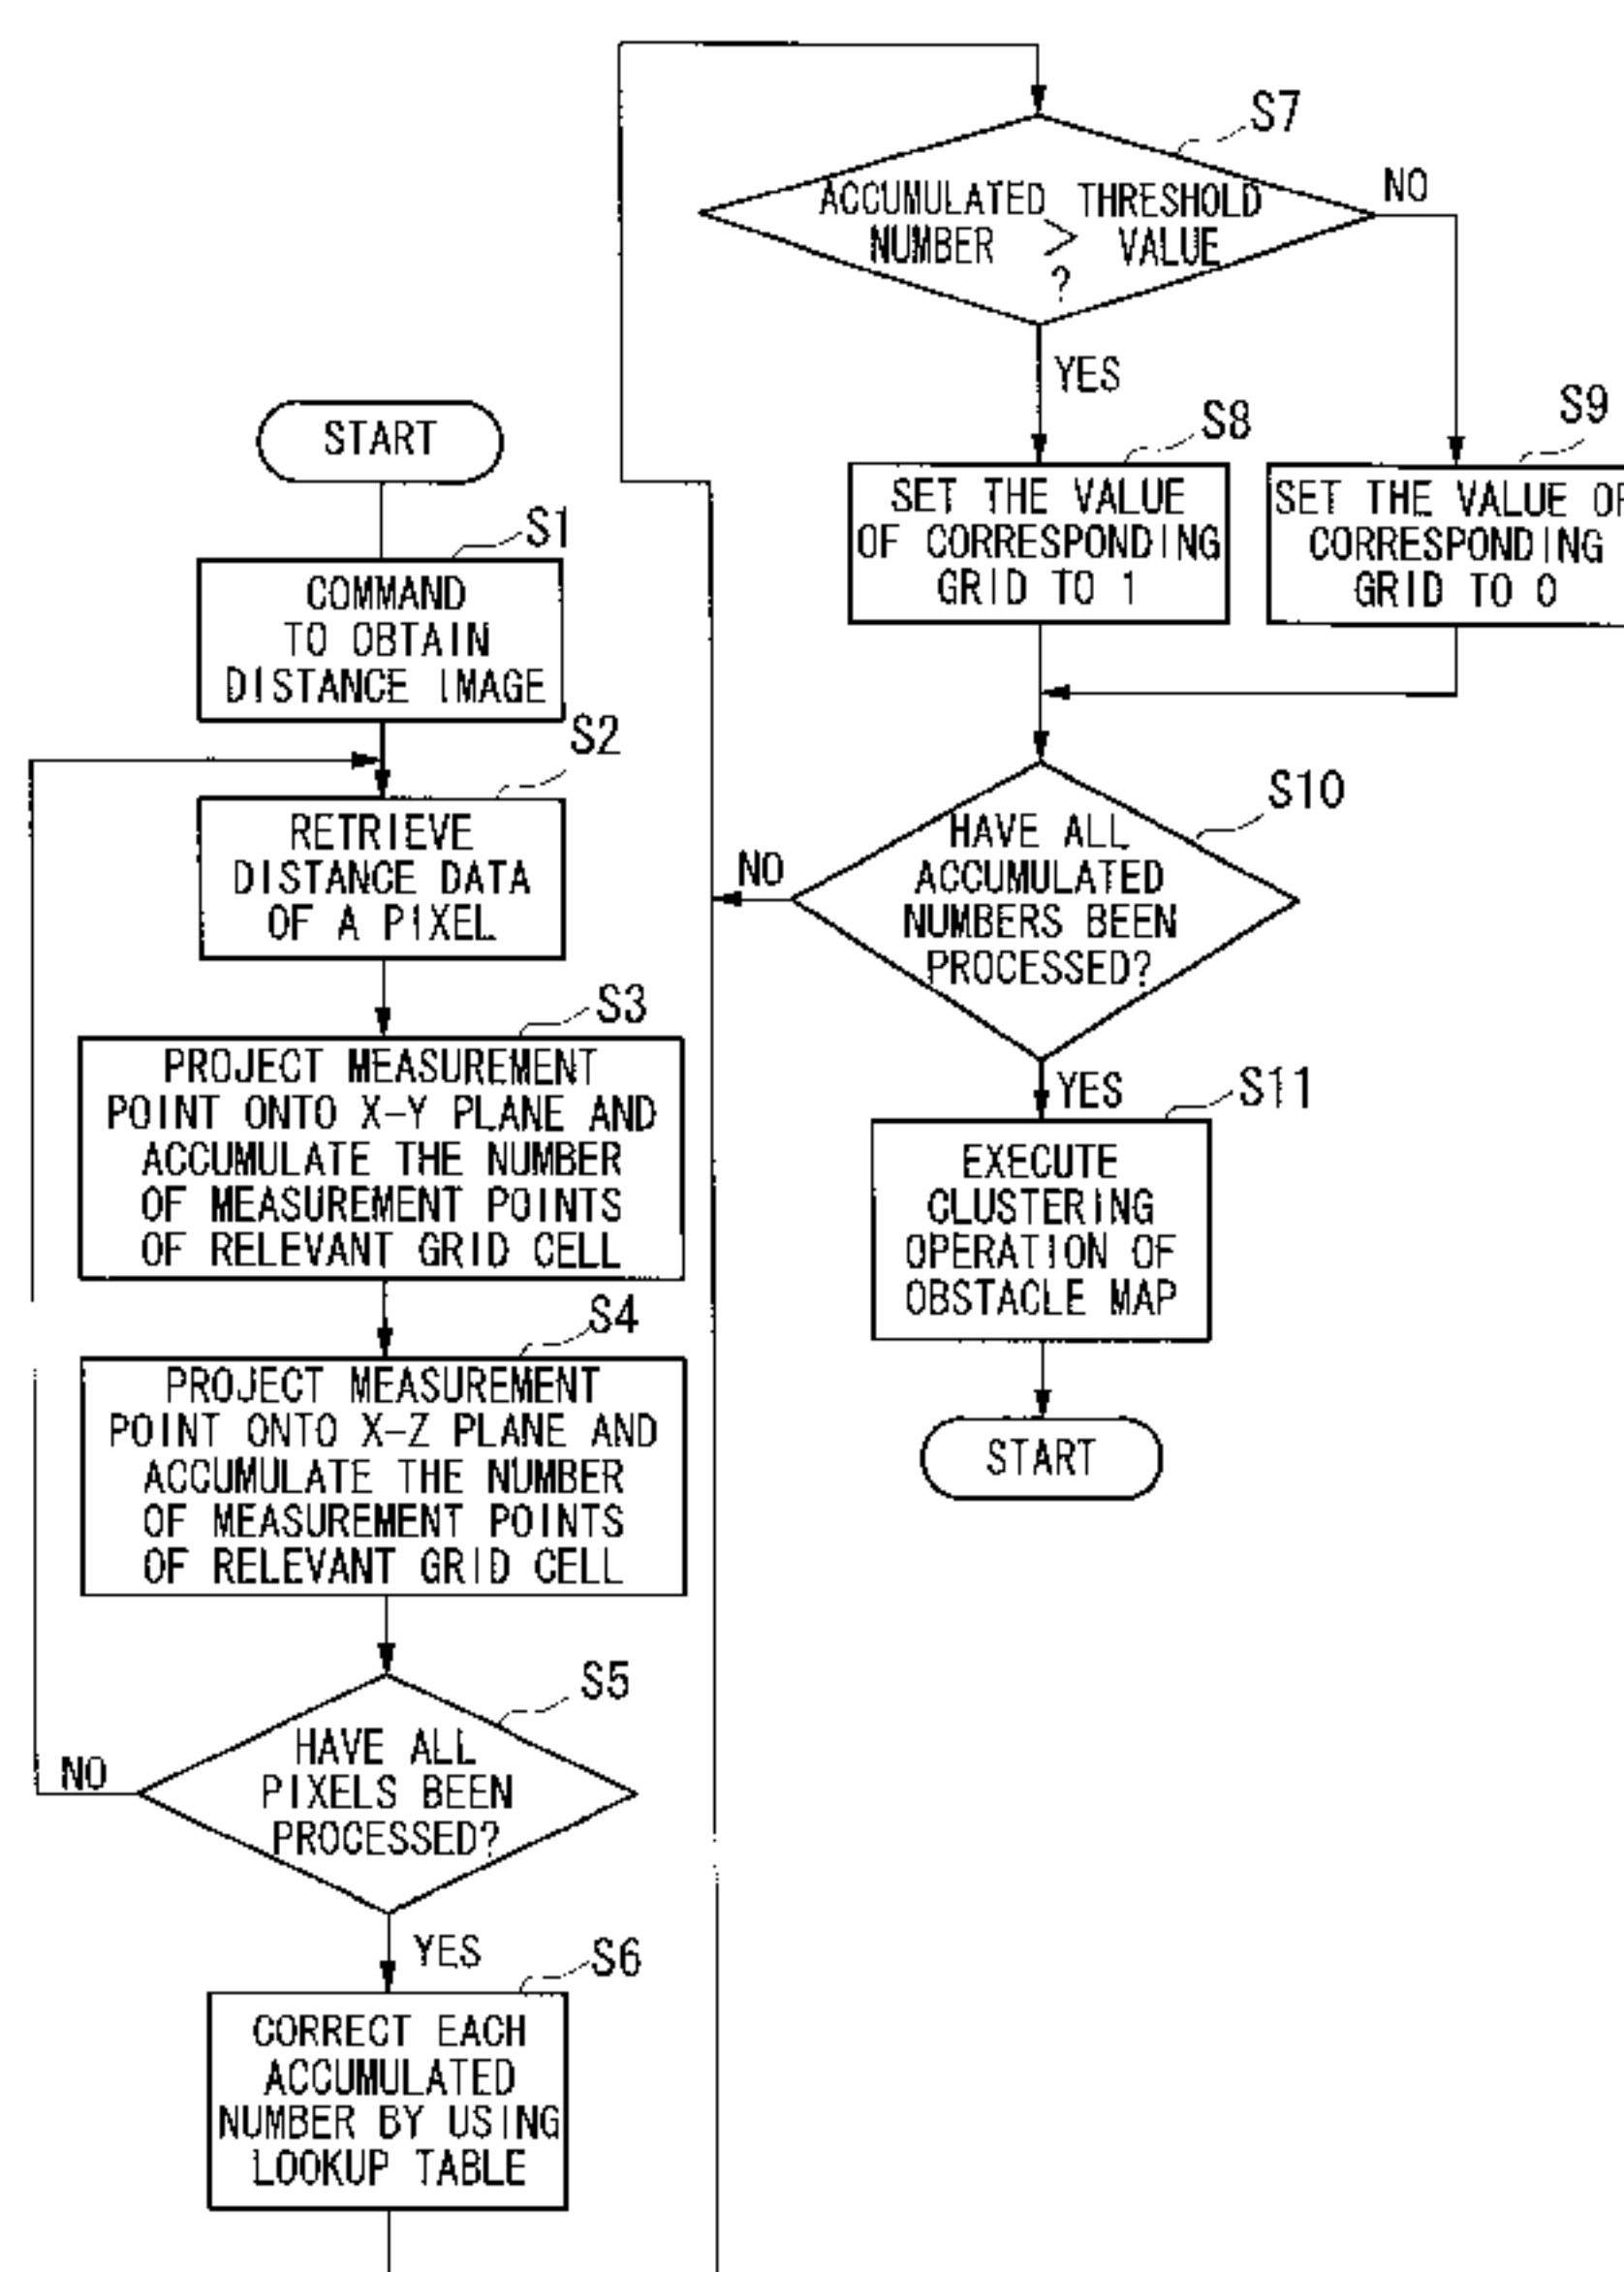 START
S1
COMMAND
TO OBTAIN
DISTANCE IMAGE
S2
RETRIEVE
DISTANCE DATA
OF A PIXEL
S3
PROJECT MEASUREMENT
POINT ONTO X-Y PLANE AND
ACCUMULATE THE NUMBER
OF MEASUREMENT POINTS
OF RELEVANT GRID CELL
S4
PROJECT MEASUREMENT
POINT ONTO X-Z PLANE AND
ACCUMULATE THE NUMBER
OF MEASUREMENT POINTS
OF RELEVANT GRID CELL
S5
HAVE ALL
PIXELS BEEN
PROCESSED?
NO
YES
S6
CORRECT EACH
ACCUMULATED
NUMBER BY USING
LOOKUP TABLE
S7
ACCUMULATED THRESHOLD
NUMBER > VALUE
?
NO
YES
S8
SET THE VALUE
OF CORRESPONDING
GRID TO 1
S9
SET THE VALUE OF
CORRESPONDING
GRID TO 0
S10
HAVE ALL
ACCUMULATED
NUMBERS BEEN
PROCESSED?
NO
YES
S11
EXECUTE
CLUSTERING
OPERATION OF
OBSTACLE MAP
START